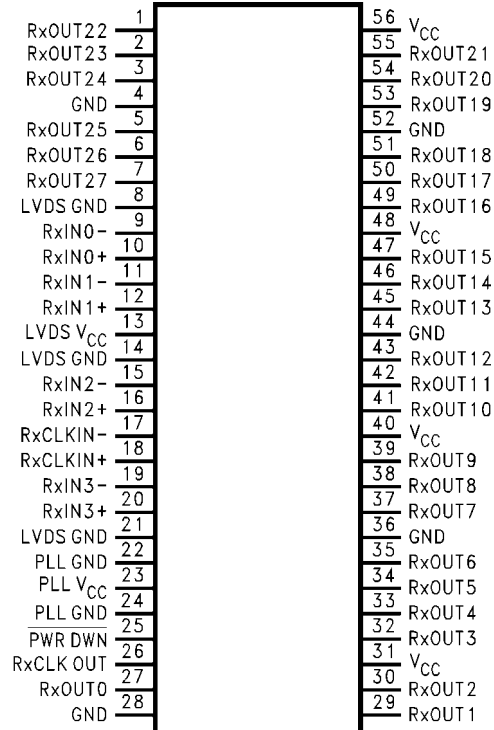 RxOUT22 1
RxOUT23 2
RxOUT24 3
GND 4
RxOUT25 5
RxOUT26 6
RxOUT27 7
LVDS GND 8
RxIN0- 9
RxIN0+ 10
RxIN1- 11
RxIN1+ 12
LVDS VCC 13
LVDS GND 14
RxIN2- 15
RxIN2+ 16
RxCLKIN- 17
RxCLKIN+ 18
RxIN3- 19
RxIN3+ 20
LVDS GND 21
PLL GND 22
PLL VCC 23
PLL GND 24
PWR DWN 25
RxCLK OUT 26
RxOUT0 27
GND 28
56 VCC
55 RxOUT21
54 RxOUT20
53 RxOUT19
52 GND
51 RxOUT18
50 RxOUT17
49 RxOUT16
48 VCC
47 RxOUT15
46 RxOUT14
45 RxOUT13
44 GND
43 RxOUT12
42 RxOUT11
41 RxOUT10
40 VCC
39 RxOUT9
38 RxOUT8
37 RxOUT7
36 GND
35 RxOUT6
34 RxOUT5
33 RxOUT4
32 RxOUT3
31 VCC
30 RxOUT2
29 RxOUT1